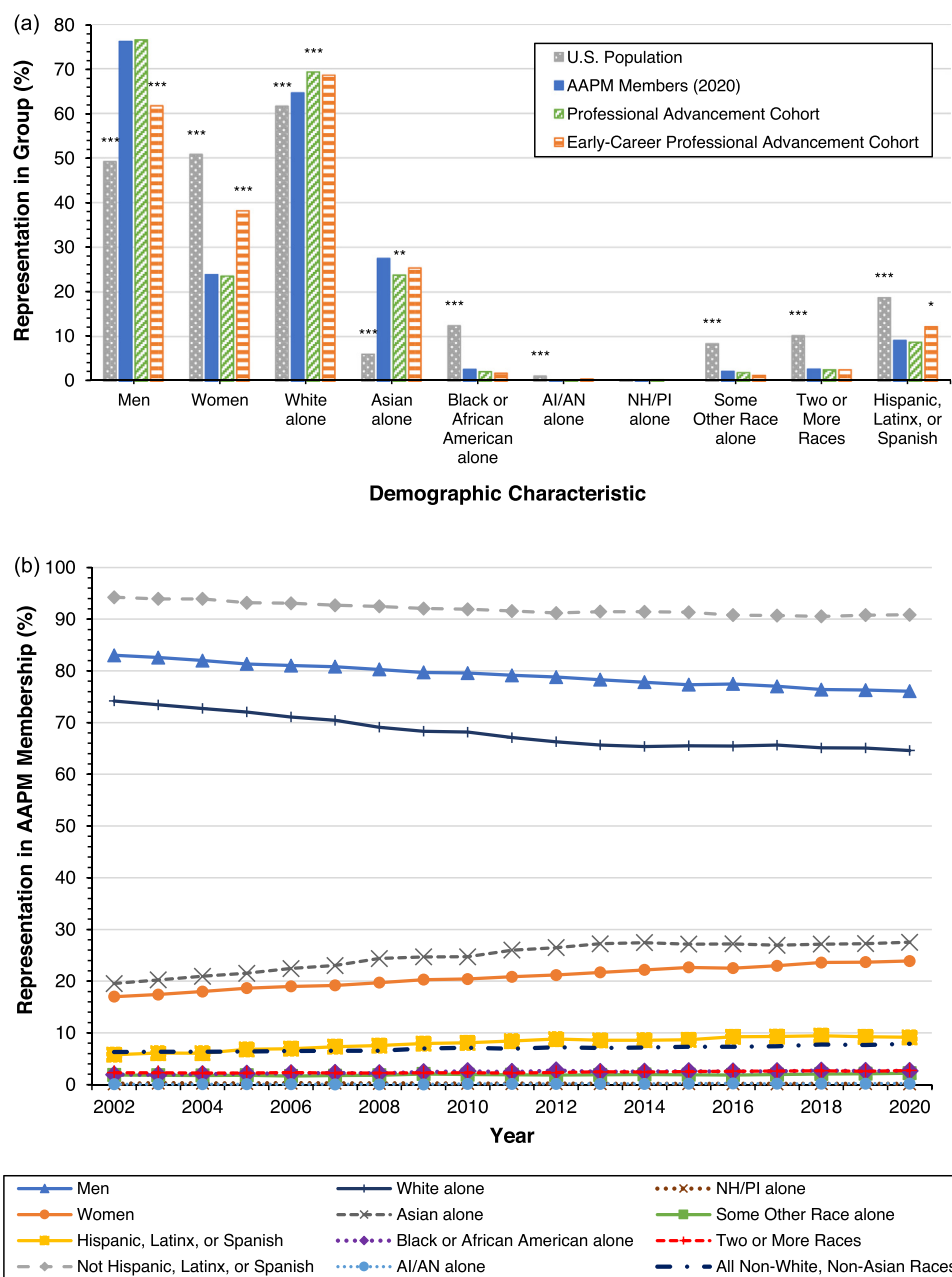 (a)
80
70
60
50
40
30
20
10
0
Representation in Group (%)
***
***
***
***
***
***
***
**
***
***
***
***
***
*
U.S. Population
AAPM Members (2020)
Professional Advancement Cohort
Early-Career Professional Advancement Cohort
Men
Women
White
alone
Asian
alone
Black or
African
American
alone
AI/AN
alone
NH/PI
alone
Some
Other Race
alone
Two or
More
Races
Hispanic,
Latinx, or
Spanish
Demographic Characteristic
(b)
100
90
80
70
60
50
40
30
20
10
0
Representation in AAPM Membership (%)
2002 2004 2006 2008 2010 2012 2014 2016 2018 2020
Year
Men White alone NH/PI alone
Women Asian alone Some Other Race alone
Hispanic, Latinx, or Spanish Black or African American alone Two or More Races
Not Hispanic, Latinx, or Spanish AI/AN alone All Non-White, Non-Asian Races